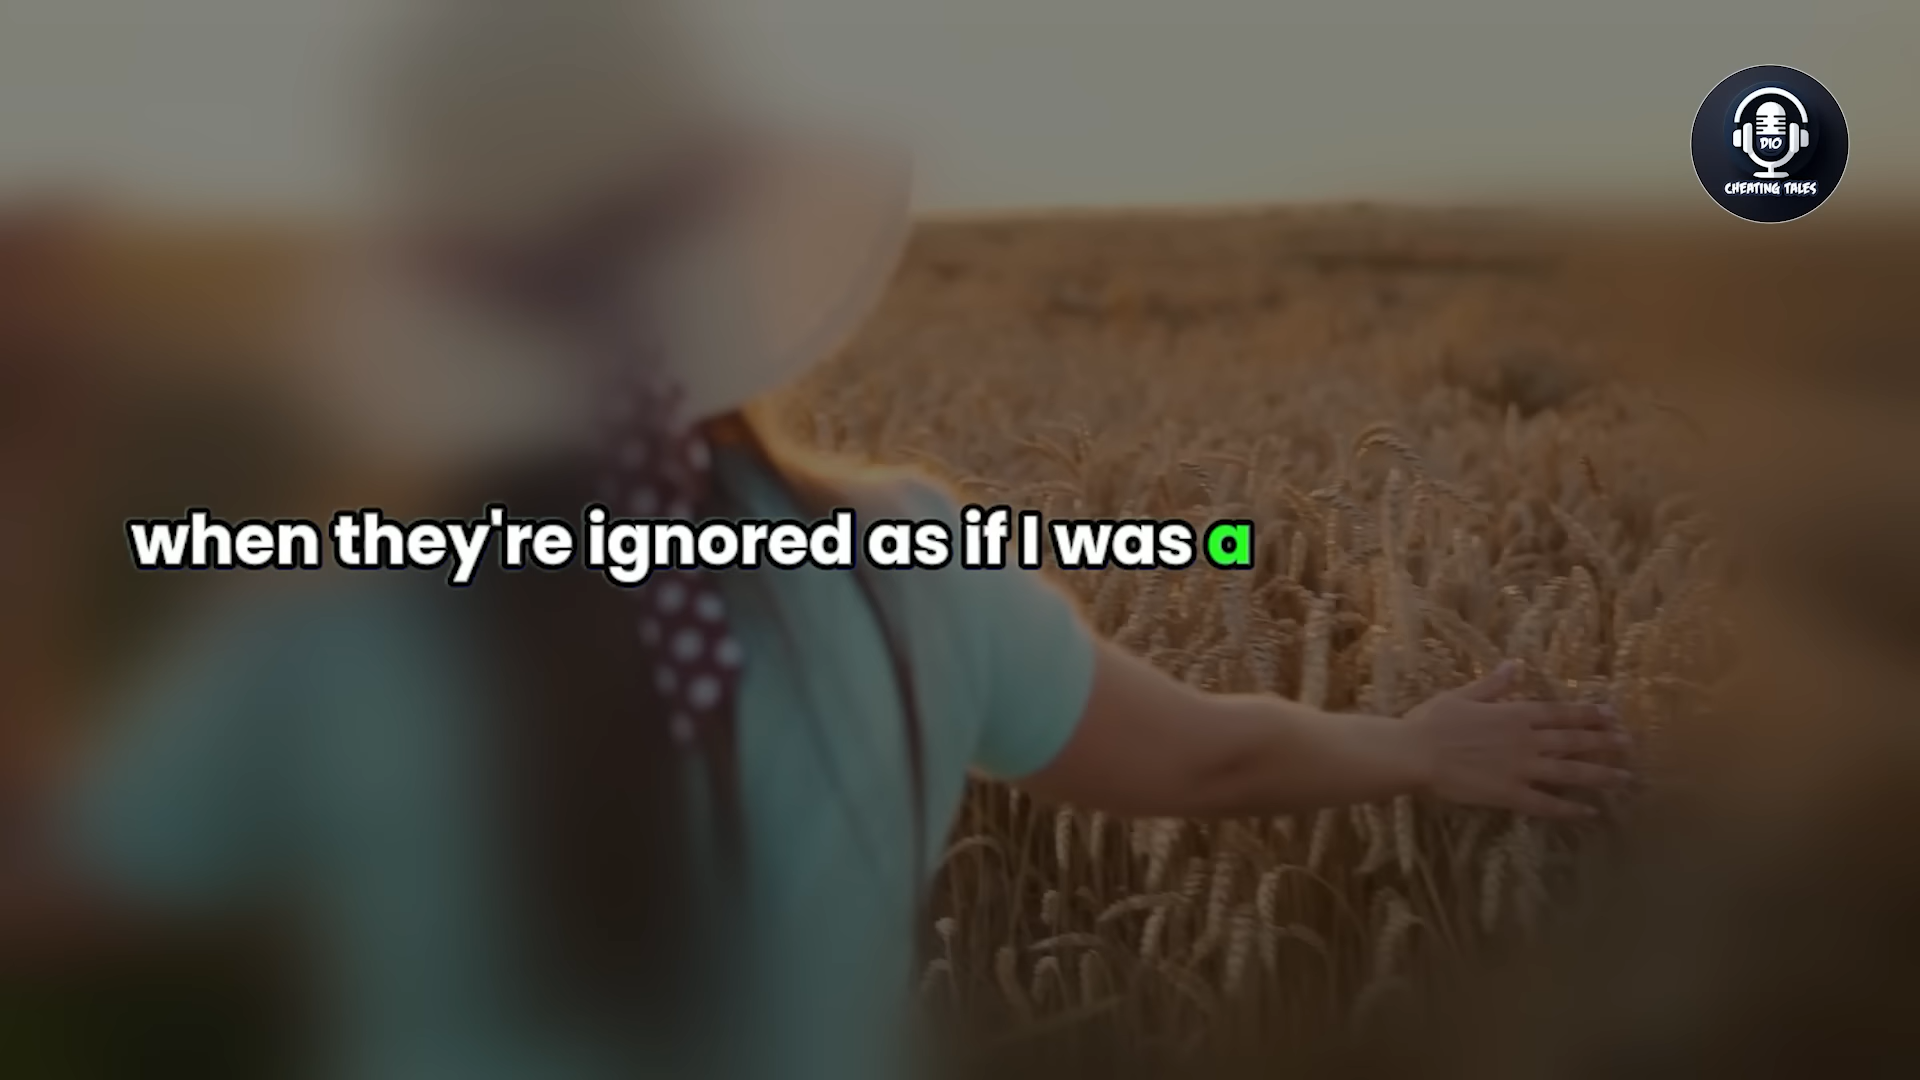 DIO
CHEATING TALES
when they're ignored as if I was a